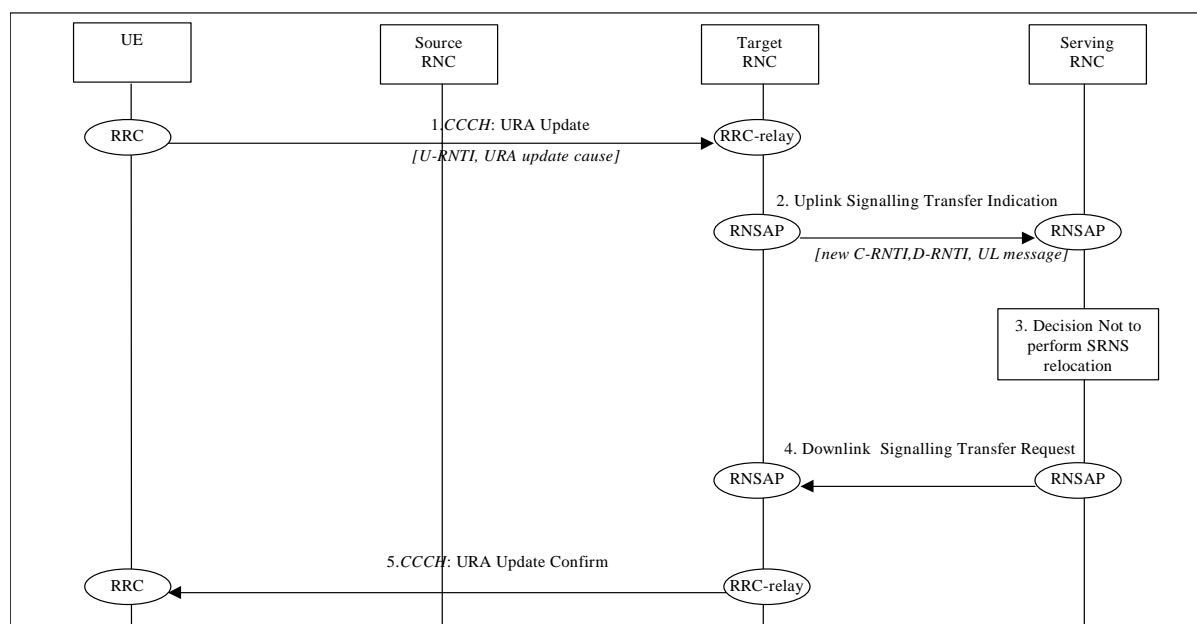 UE
Source
RNC
Target
RNC
Serving
RNC
RRC
1.CCCH: URA Update
[U-RNTI, URA update cause]
RRC-relay
2. Uplink Signalling Transfer Indication
RNSAP
RNSAP
[new C-RNTI,D-RNTI, UL message]
3. Decision Not to
perform SRNS
relocation
4. Downlink Signalling Transfer Request
RNSAP
RNSAP
5.CCCH: URA Update Confirm
RRC
RRC-relay